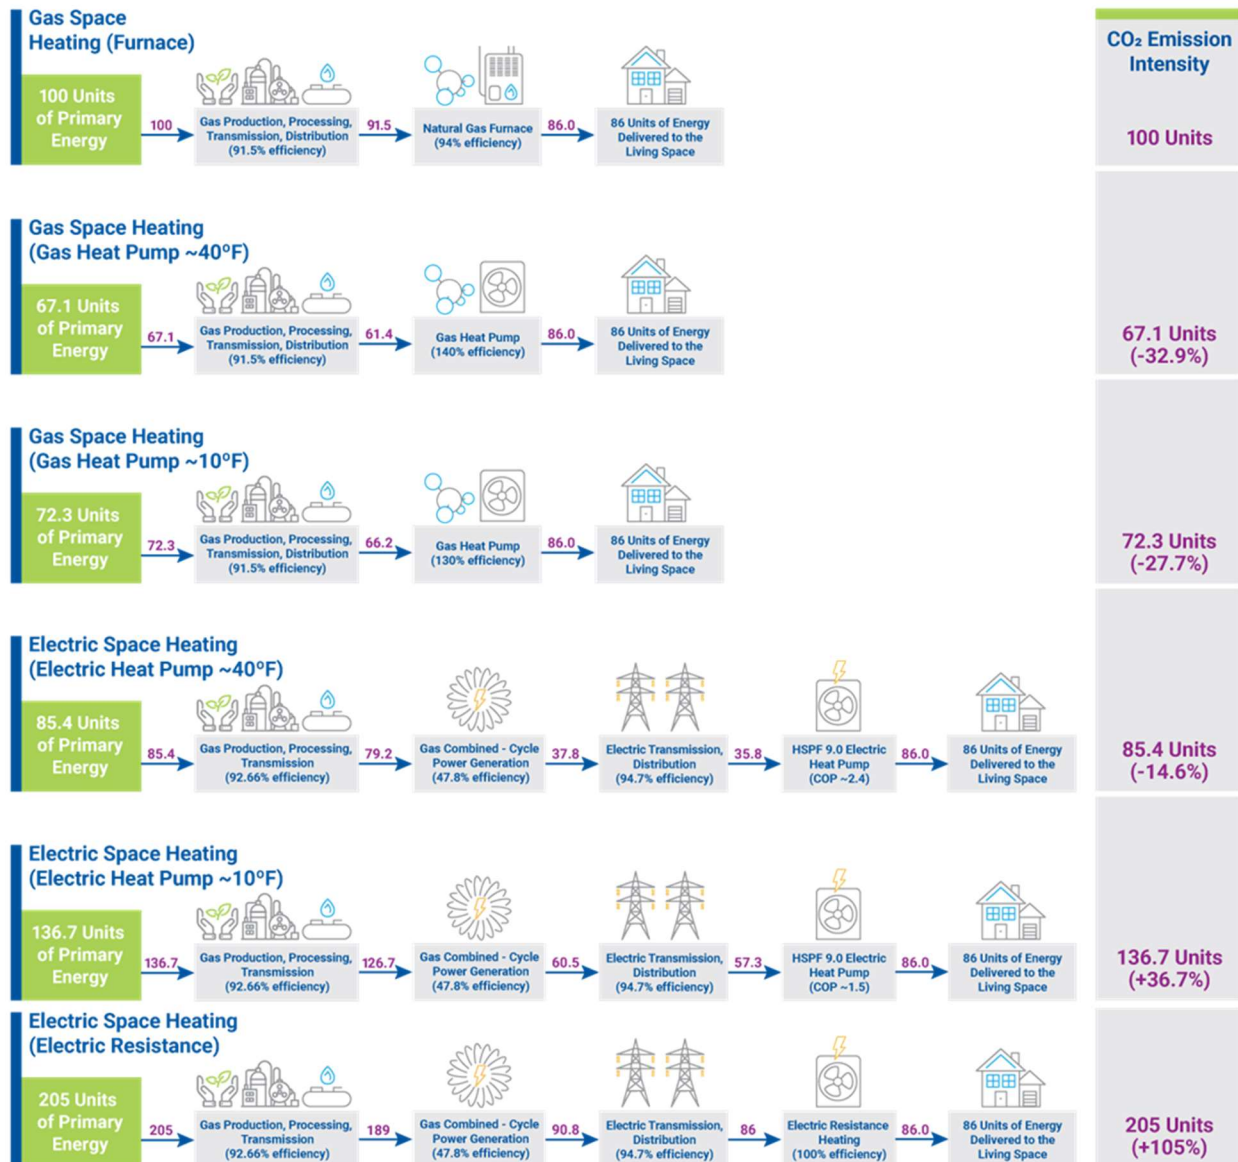 Gas Space
Heating (Furnace)
100 Units
of Primary
Energy
100
Gas Production, Processing,
Transmission, Distribution
(91.5% efficiency)
91.5
Natural Gas Furnace
(94% efficiency)
86.0
86 Units of Energy
Delivered to the
Living Space
CO₂ Emission
Intensity
100 Units
Gas Space Heating
(Gas Heat Pump ~40ºF)
67.1 Units
of Primary
Energy
67.1
Gas Production, Processing,
Transmission, Distribution
(91.5% efficiency)
61.4
Gas Heat Pump
(140% efficiency)
86.0
86 Units of Energy
Delivered to the
Living Space
67.1 Units
(-32.9%)
Gas Space Heating
(Gas Heat Pump ~10ºF)
72.3 Units
of Primary
Energy
72.3
Gas Production, Processing,
Transmission, Distribution
(91.5% efficiency)
66.2
Gas Heat Pump
(130% efficiency)
86.0
86 Units of Energy
Delivered to the
Living Space
72.3 Units
(-27.7%)
Electric Space Heating
(Electric Heat Pump ~40ºF)
85.4 Units
of Primary
Energy
85.4
Gas Production, Processing,
Transmission
(92.66% efficiency)
79.2
Gas Combined - Cycle
Power Generation
(47.8% efficiency)
37.8
Electric Transmission,
Distribution
(94.7% efficiency)
35.8
HSPF 9.0 Electric
Heat Pump
(COP ~2.4)
86.0
86 Units of Energy
Delivered to the
Living Space
85.4 Units
(-14.6%)
Electric Space Heating
(Electric Heat Pump ~10ºF)
136.7 Units
of Primary
Energy
136.7
Gas Production, Processing,
Transmission
(92.66% efficiency)
126.7
Gas Combined - Cycle
Power Generation
(47.8% efficiency)
60.5
Electric Transmission,
Distribution
(94.7% efficiency)
57.3
HSPF 9.0 Electric
Heat Pump
(COP ~1.5)
86.0
86 Units of Energy
Delivered to the
Living Space
136.7 Units
(+36.7%)
Electric Space Heating
(Electric Resistance)
205 Units
of Primary
Energy
205
Gas Production, Processing,
Transmission
(92.66% efficiency)
189
Gas Combined - Cycle
Power Generation
(47.8% efficiency)
90.8
Electric Transmission,
Distribution
(94.7% efficiency)
86
Electric Resistance
Heating
(100% efficiency)
86.0
86 Units of Energy
Delivered to the
Living Space
205 Units
(+105%)